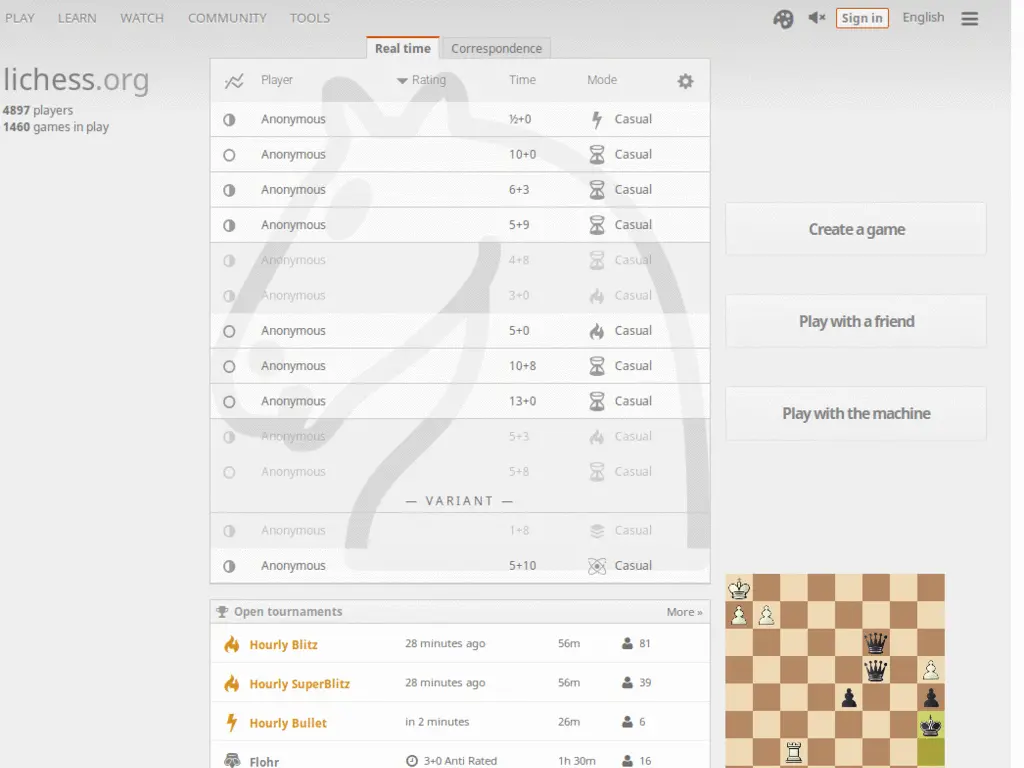 PLAY LEARN WATCH COMMUNITY TOOLS Sign in English
Real time Correspondence
lichess.org
4897 players
1460 games in play
Player Rating Time Mode
Anonymous ½+0 Casual
Anonymous 10+0 Casual
Anonymous 6+3 Casual
Anonymous 5+9 Casual
Anonymous 4+8 Casual
Anonymous 3+0 Casual
Anonymous 5+0 Casual
Anonymous 10+8 Casual
Anonymous 13+0 Casual
Anonymous 5+3 Casual
Anonymous 5+8 Casual
— VARIANT —
Anonymous 1+8 Casual
Anonymous 5+10 Casual
Create a game
Play with a friend
Play with the machine
Open tournaments More »
Hourly Blitz 28 minutes ago 56m 81
Hourly SuperBlitz 28 minutes ago 56m 39
Hourly Bullet in 2 minutes 26m 6
Flohr 3+0 Anti Rated 1h 30m 16